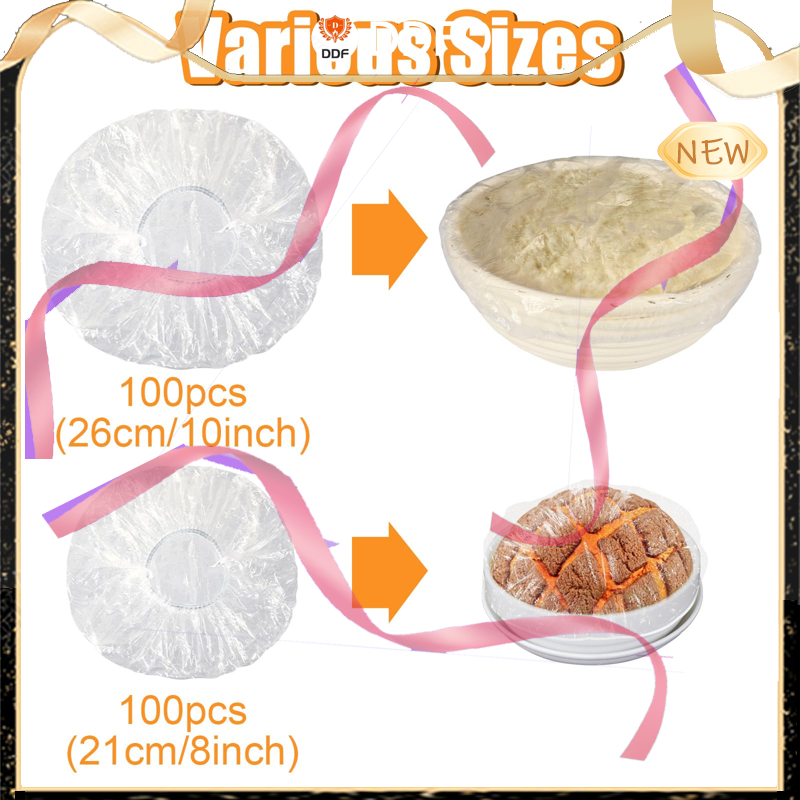 Various Sizes
DDF
NEW
100pcs
(26cm/10inch)
100pcs
(21cm/8inch)